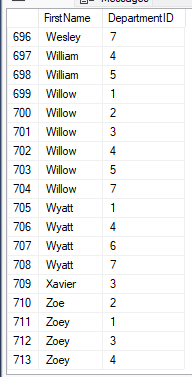 Messages
FirstName DepartmentID
696 Wesley 7
697 William 4
698 William 5
699 Willow 1
700 Willow 2
701 Willow 3
702 Willow 4
703 Willow 5
704 Willow 7
705 Wyatt 1
706 Wyatt 4
707 Wyatt 6
708 Wyatt 7
709 Xavier 3
710 Zoe 2
711 Zoey 1
712 Zoey 3
713 Zoey 4